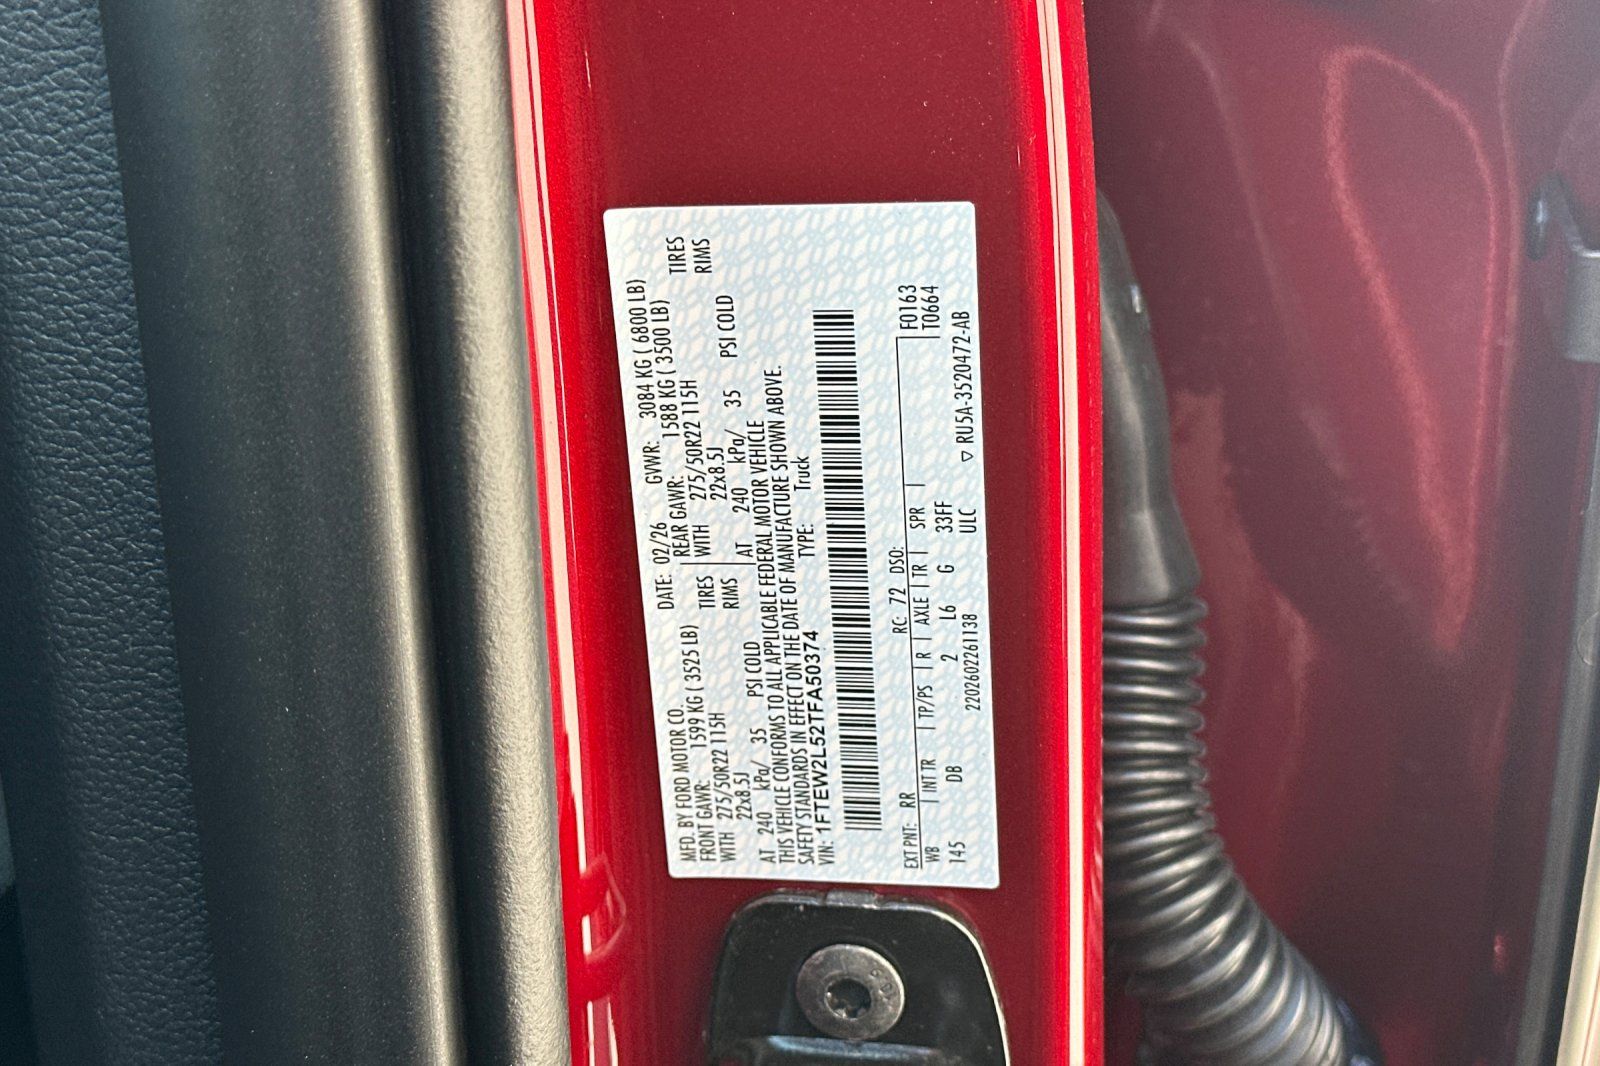 MFD. BY FORD MOTOR CO.
DATE: 02/26 GVWR: 3084 KG ( 6800 LB)
FRONT GAWR: 1599 KG ( 3525 LB) REAR GAWR: 1588 KG ( 3500 LB)
WITH 275/50R22 115H TIRES WITH 275/50R22 115H TIRES
22x8.5J RIMS 22x8.5J RIMS
AT 240 kPa/ 35 PSI COLD AT 240 kPa/ 35 PSI COLD
THIS VEHICLE CONFORMS TO ALL APPLICABLE FEDERAL MOTOR VEHICLE
SAFETY STANDARDS IN EFFECT ON THE DATE OF MANUFACTURE SHOWN ABOVE.
VIN: 1FTEW2L52TFA50374 TYPE: Truck
EXT PNT: RR RC: 72 DSO: F0163
WB INT TR TP/PS R AXLE TR SPR T0664
145 DB 2 L6 G 33FF
220260226 1138 ULC ▽ RU5A-3520472-AB